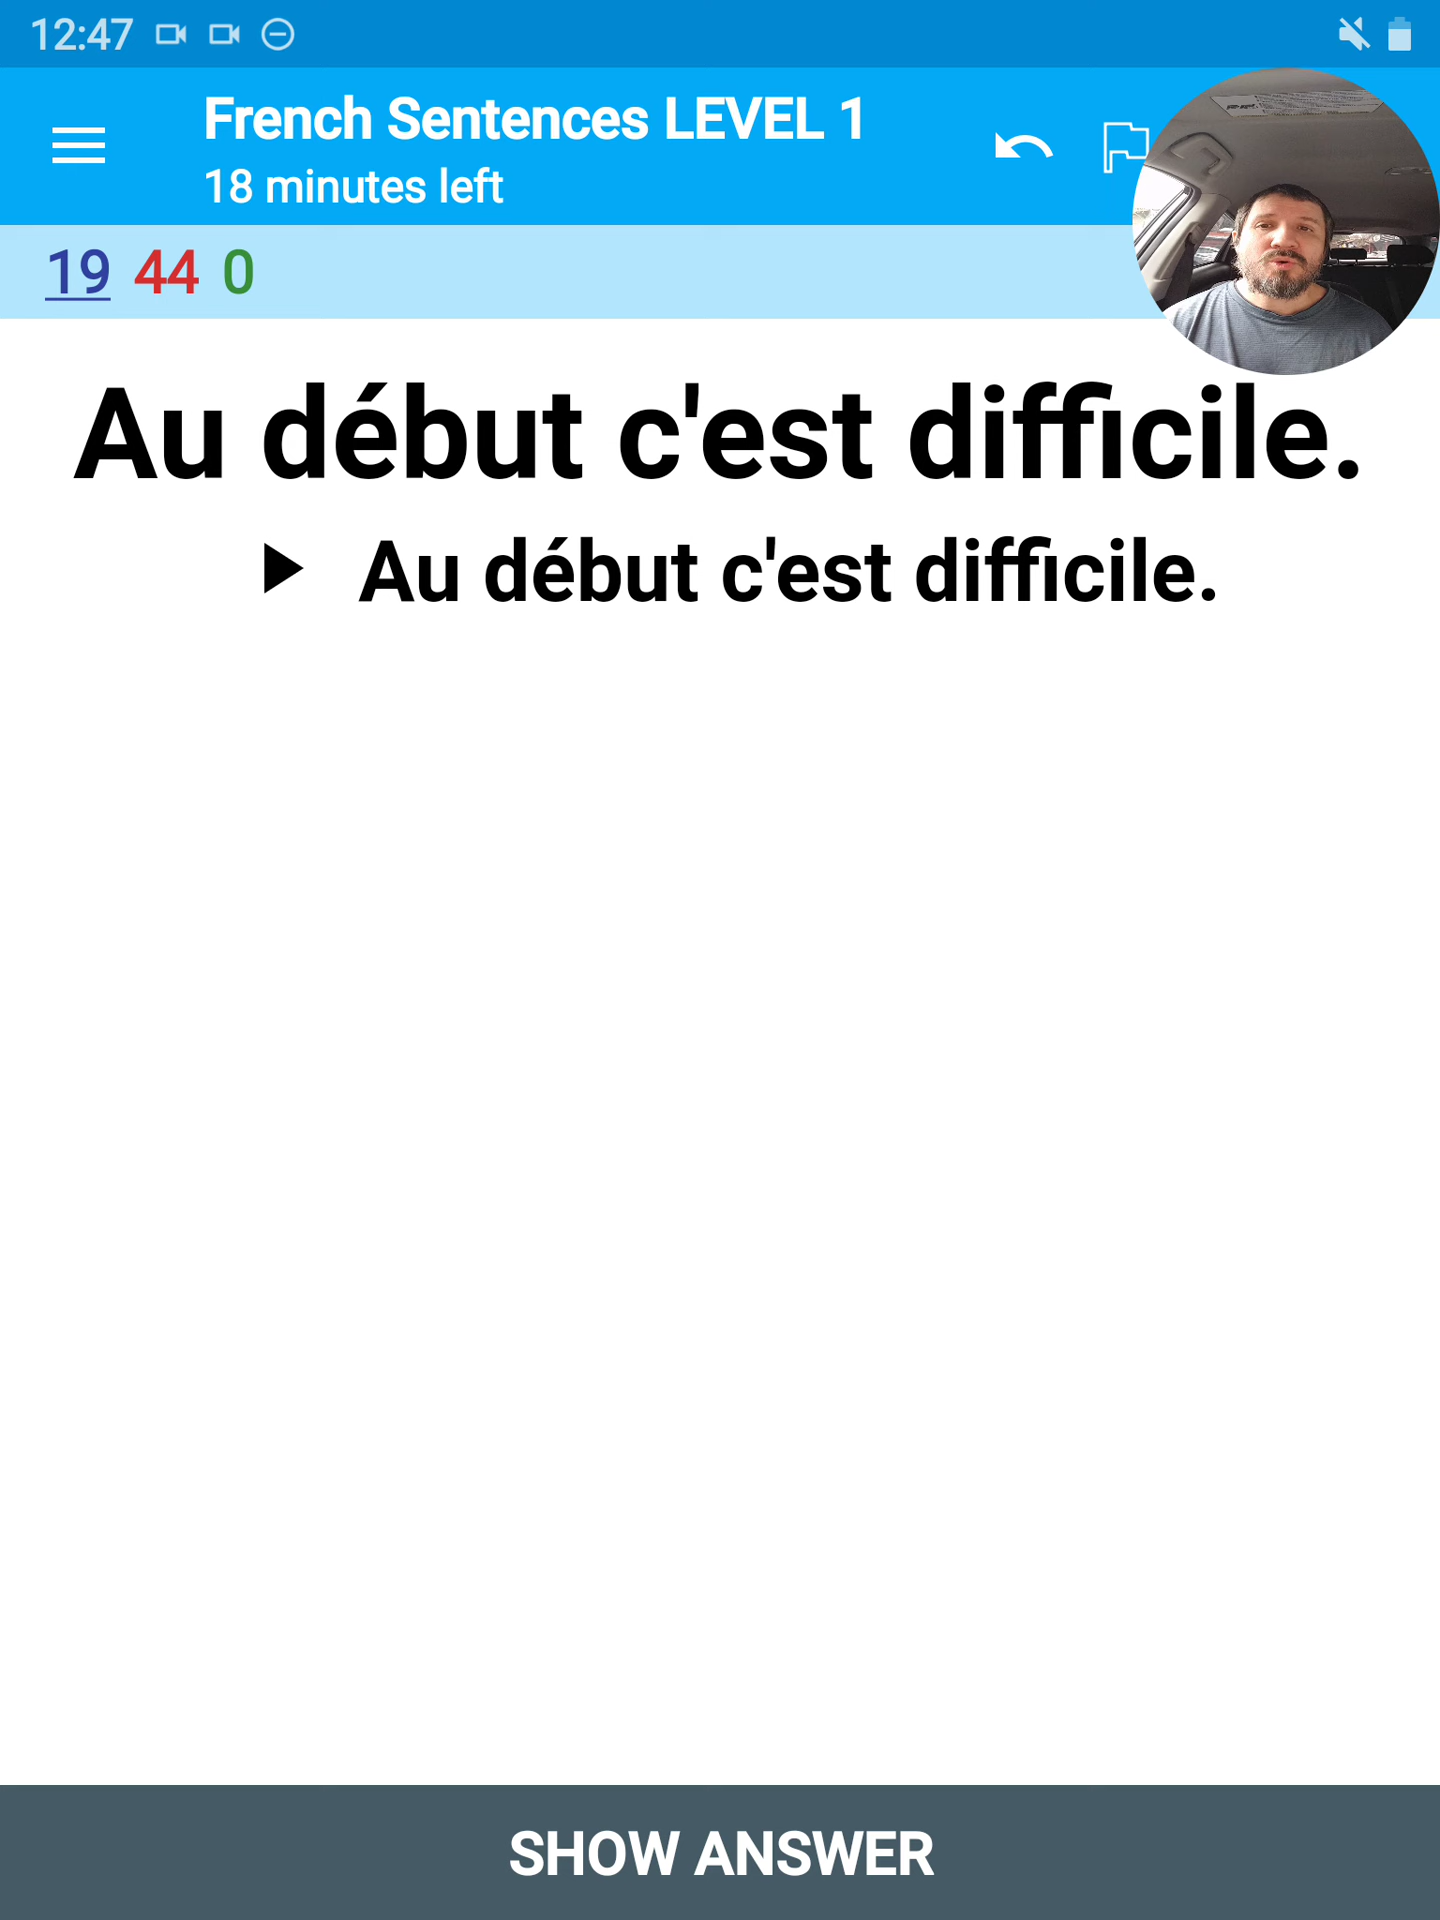 12:47
French Sentences LEVEL 1
18 minutes left
19 44 0
Au début c'est difficile.
Au début c'est difficile.
SHOW ANSWER